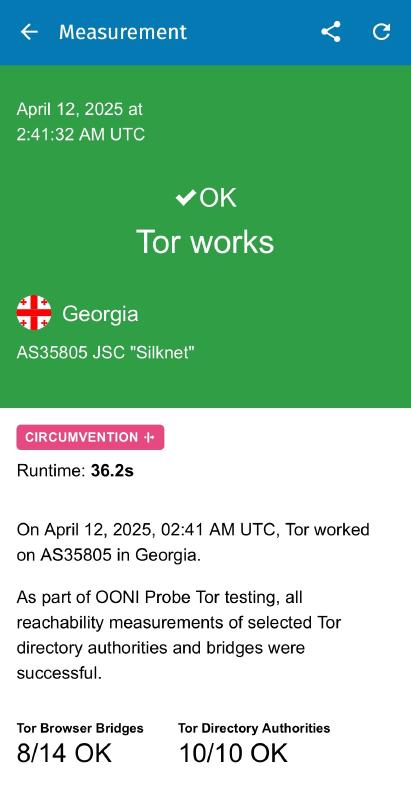 Measurement
April 12, 2025 at
2:41:32 AM UTC
OK
Tor works
Georgia
AS35805 JSC "Silknet"
CIRCUMVENTION
Runtime: 36.2s
On April 12, 2025, 02:41 AM UTC, Tor worked
on AS35805 in Georgia.
As part of OONI Probe Tor testing, all
reachability measurements of selected Tor
directory authorities and bridges were
successful.
Tor Browser Bridges Tor Directory Authorities
8/14 OK 10/10 OK